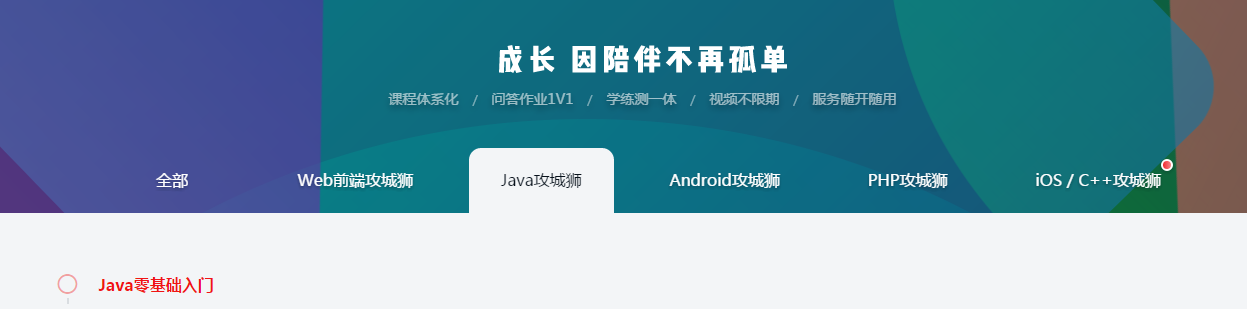 成长 因陪伴不再孤单
课程体系化 / 问答作业1V1 / 学练测一体 / 视频不限期 / 服务随开随用
全部 Web前端攻城狮 Java攻城狮 Android攻城狮 PHP攻城狮 iOS / C++攻城狮
Java零基础入门